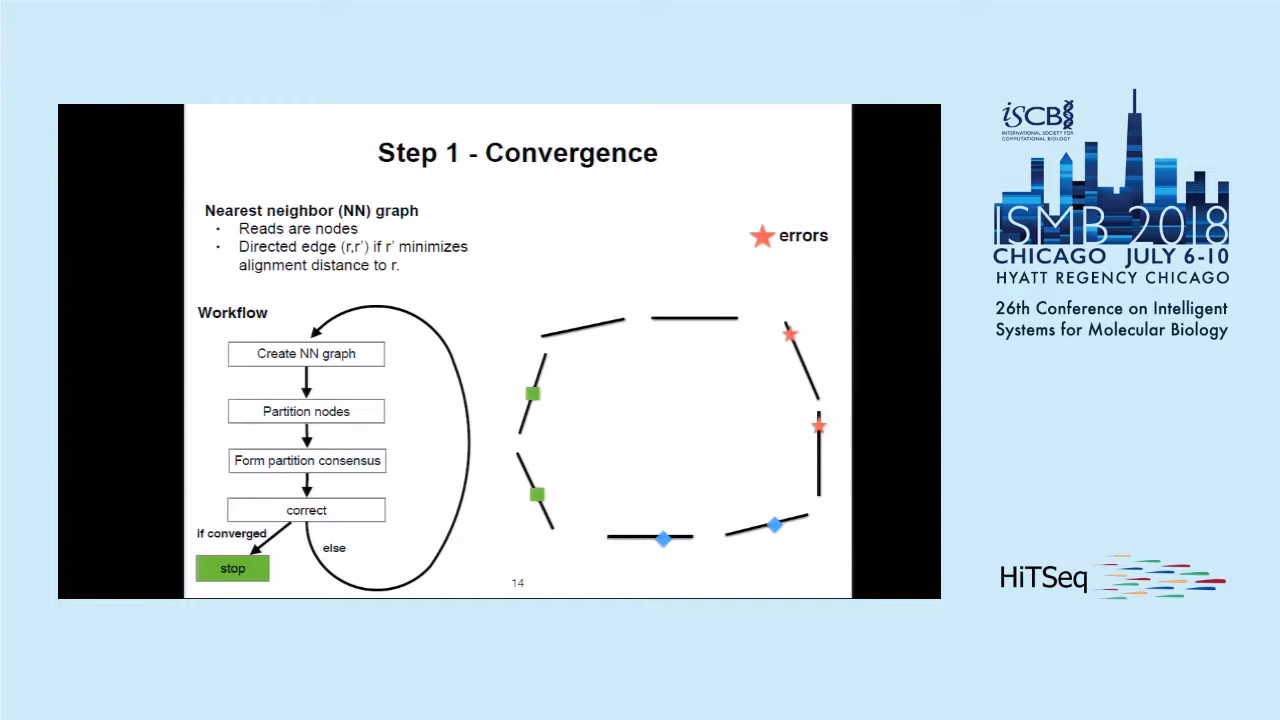 Step 1 - Convergence
Nearest neighbor (NN) graph
· Reads are nodes
· Directed edge (r,r') if r' minimizes
alignment distance to r.
errors
Workflow
Create NN graph
Partition nodes
Form partition consensus
correct
if converged
else
stop
14
iSCB
INTERNATIONAL SOCIETY FOR
COMPUTATIONAL BIOLOGY
ISMB 2018
CHICAGO JULY 6-10
HYATT REGENCY CHICAGO
26th Conference on Intelligent
Systems for Molecular Biology
HiTSeq